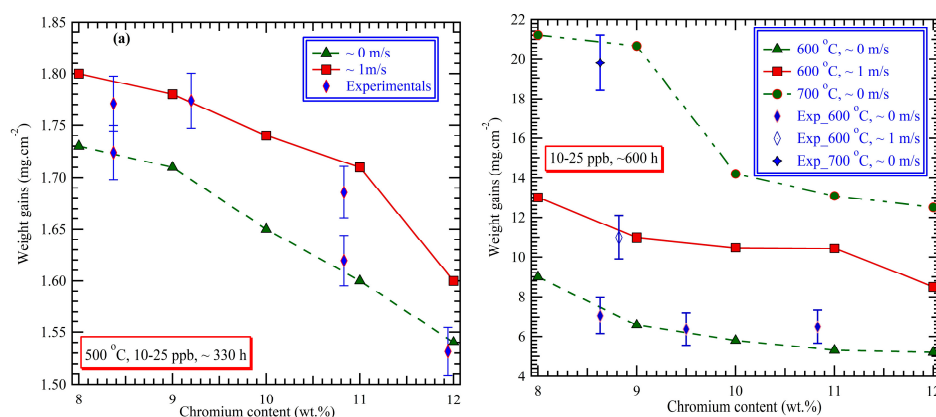 (a)
~ 0 m/s
~ 1m/s
Experimentals
1.85
1.80
1.75
1.70
1.65
1.60
1.55
1.50
Weight gains (mg.cm⁻²)
500 °C, 10-25 ppb, ~ 330 h
8 9 10 11 12
Chromium content (wt.%)
600 °C, ~ 0 m/s
600 °C, ~ 1 m/s
700 °C, ~ 0 m/s
Exp_600 °C, ~ 0 m/s
Exp_600 °C, ~ 1 m/s
Exp_700 °C, ~ 0 m/s
10-25 ppb, ~600 h
22
20
18
16
14
12
10
8
6
4
Weight gains (mg.cm⁻²)
8 9 10 11 12
Chromium content (wt.%)